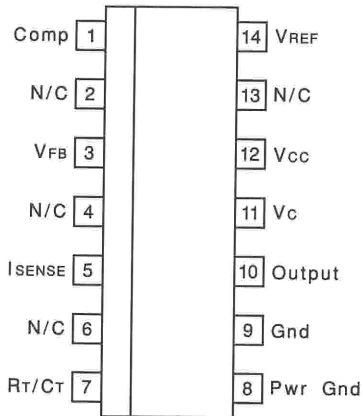 Comp 1 14 VREF
N/C 2 13 N/C
VFB 3 12 Vcc
N/C 4 11 Vc
ISENSE 5 10 Output
N/C 6 9 Gnd
RT/CT 7 8 Pwr Gnd